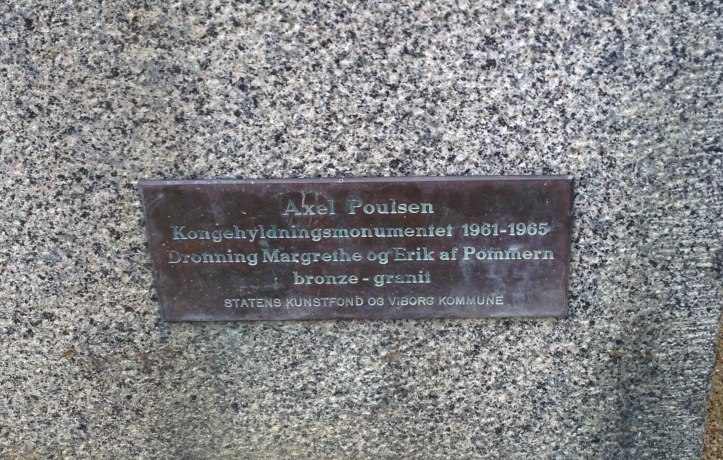 Axel Poulsen
Kongehyldningsmonumentet 1961-1965
Dronning Margrethe og Erik af Pommern
bronze - granit
STATENS KUNSTFOND OG VIBORG KOMMUNE